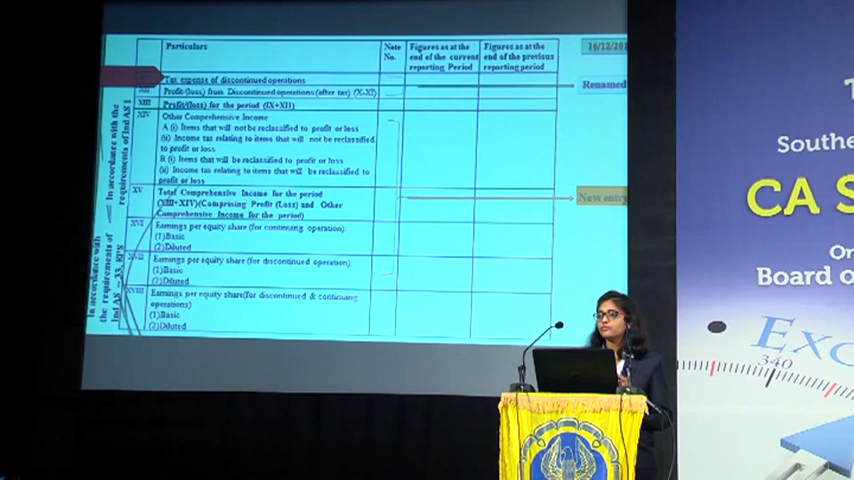 Particulars
Note No.
Figures as at the end of the current reporting Period
Figures as at the end of the previous reporting period
16/12/201
Tax expense of discontinued operations
XII Profit/(loss) from Discontinued operations (after tax) (X-XI)
Renamed
XIII Profit/(loss) for the period (IX+XII)
XIV Other Comprehensive Income
A (i) Items that will not be reclassified to profit or loss
(ii) Income tax relating to items that will not be reclassified
to profit or loss
B (i) Items that will be reclassified to profit or loss
(ii) Income tax relating to items that will be reclassified to
profit or loss
XV Total Comprehensive Income for the period
(XIII+XIV)(Comprising Profit (Loss) and Other
Comprehensive Income for the period)
New entry
XVI Earnings per equity share (for continuing operation):
(1)Basic
(2)Diluted
XVII Earnings per equity share (for discontinued operation):
(1)Basic
(2)Diluted
XVIII Earnings per equity share(for discontinued & continuing
operations)
(1)Basic
(2)Diluted
In accordance with the
requirements of Ind AS 1
In accordance with
the requirements of
Ind AS – 33, EPS
T
Southe
CA S
Or
Board o
Exc
340